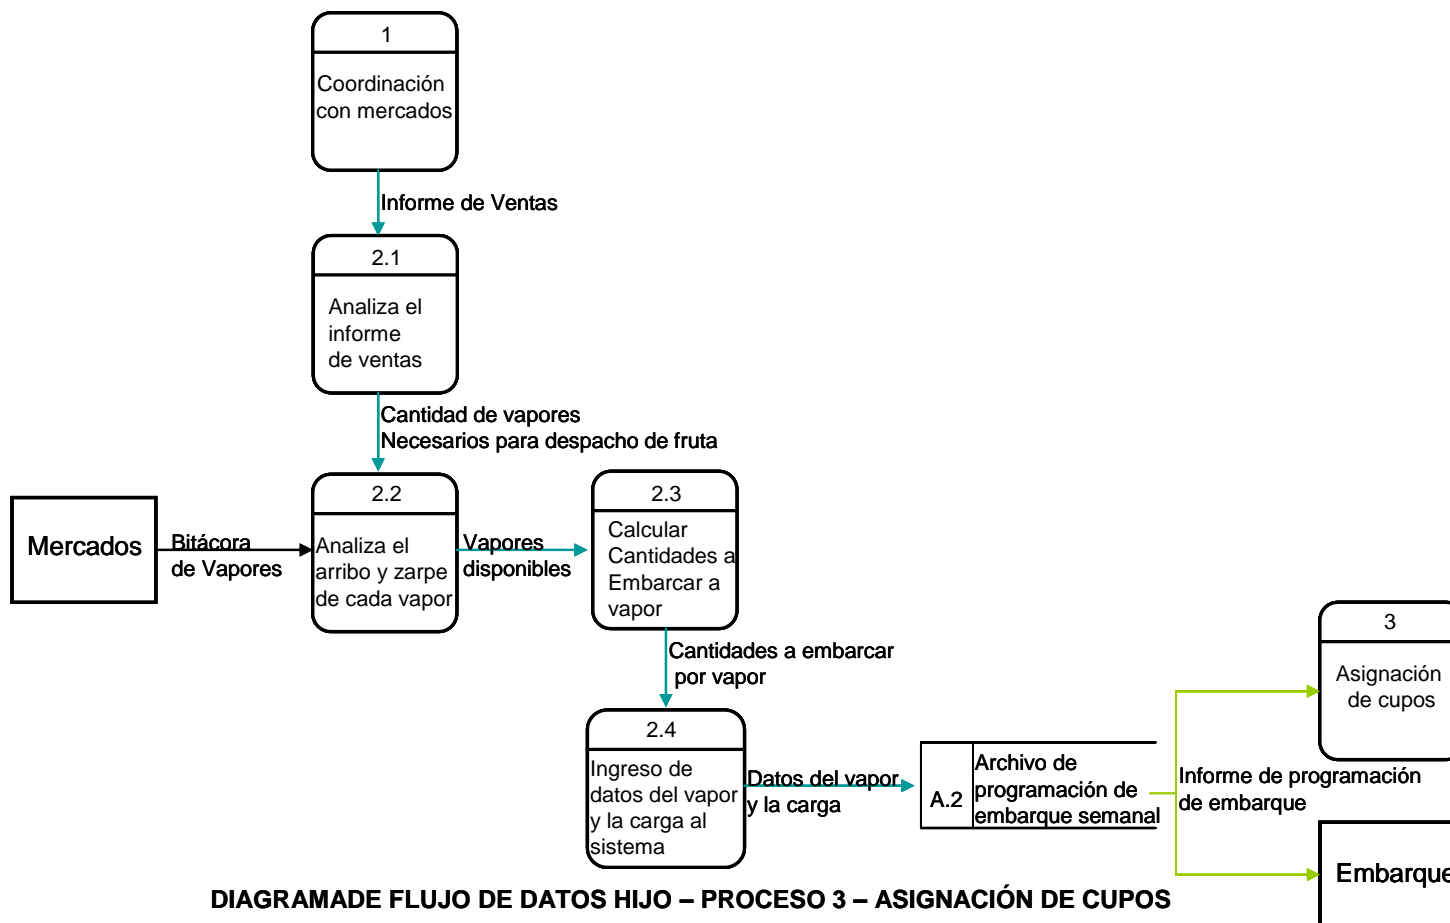 1
Coordinación
con mercados
Informe de Ventas
2.1
Analiza el
informe
de ventas
Cantidad de vapores
Necesarios para despacho de fruta
Mercados
Bitácora
de Vapores
2.2
Analiza el
arribo y zarpe
de cada vapor
Vapores
disponibles
2.3
Calcular
Cantidades a
Embarcar a
vapor
Cantidades a embarcar
por vapor
2.4
Ingreso de
datos del vapor
y la carga al
sistema
Datos del vapor
y la carga
A.2
Archivo de
programación de
embarque semanal
Informe de programación
de embarque
3
Asignación
de cupos
Embarque
DIAGRAMADE FLUJO DE DATOS HIJO – PROCESO 3 – ASIGNACIÓN DE CUPOS